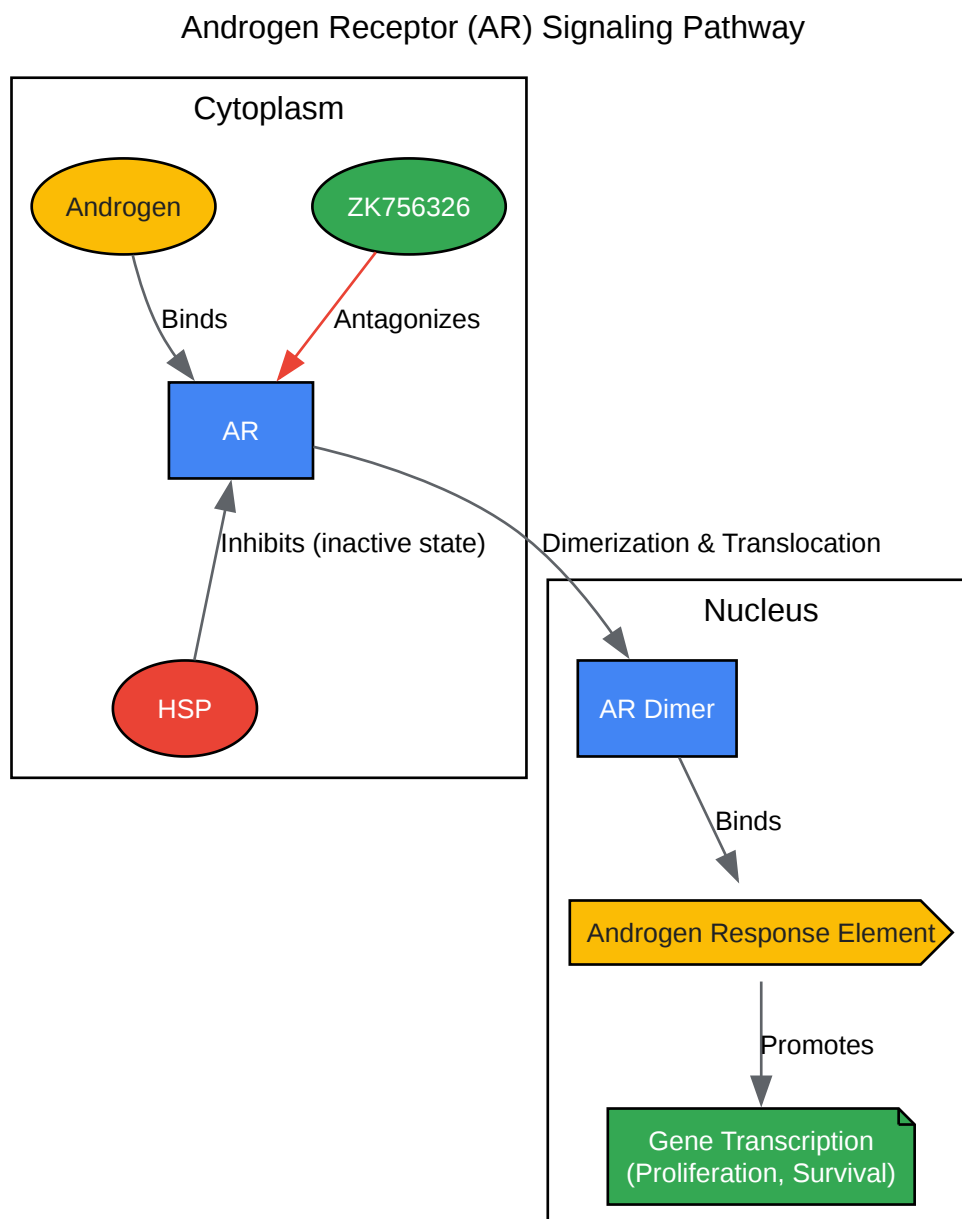 Androgen Receptor (AR) Signaling Pathway
Cytoplasm
Androgen
ZK756326
Binds
Antagonizes
AR
Inhibits (inactive state)
Dimerization & Translocation
HSP
Nucleus
AR Dimer
Binds
Androgen Response Element
Promotes
Gene Transcription
(Proliferation, Survival)